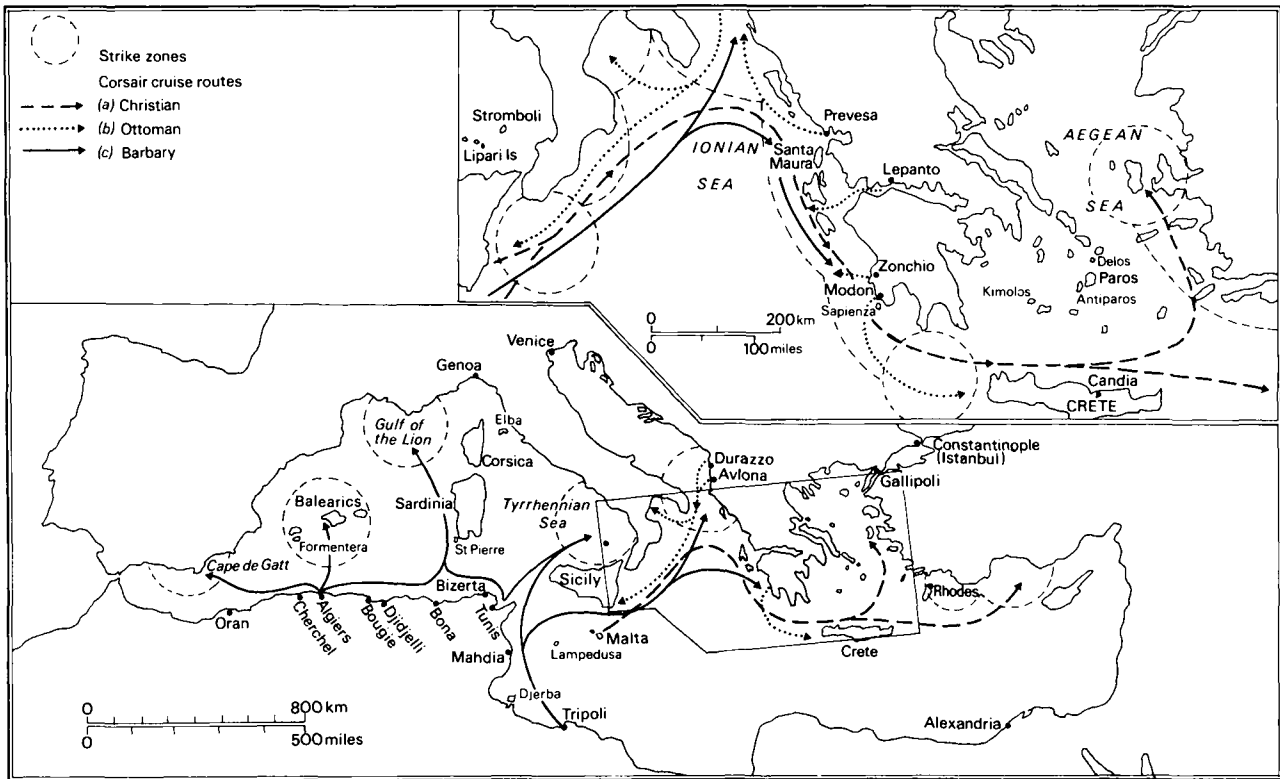 Strike zones
Corsair cruise routes
(a) Christian
(b) Ottoman
(c) Barbary
Stromboli
Lipari Is
IONIAN
SEA
Prevesa
Santa
Maura
Lepanto
AEGEAN
SEA
Zonchio
Modon
Sapienza
Delos
Paros
Antiparos
Kimolos
0 200 km
0 100 miles
Candia
CRETE
Venice
Genoa
Gulf of
the Lion
Elba
Corsica
Durazzo
Avlona
Constantinople
(Istanbul)
Gallipoli
Balearics
Formentera
Sardinia
St Pierre
Tyrrhennian
Sea
Cape de Gatt
Sicily
Bizerta
Tunis
Rhodes
Oran
Cherchel
Algiers
Bougie
Djidjelli
Bona
Mahdia
Malta
Lampedusa
Crete
Djerba
Tripoli
Alexandria
0 800 km
0 500 miles